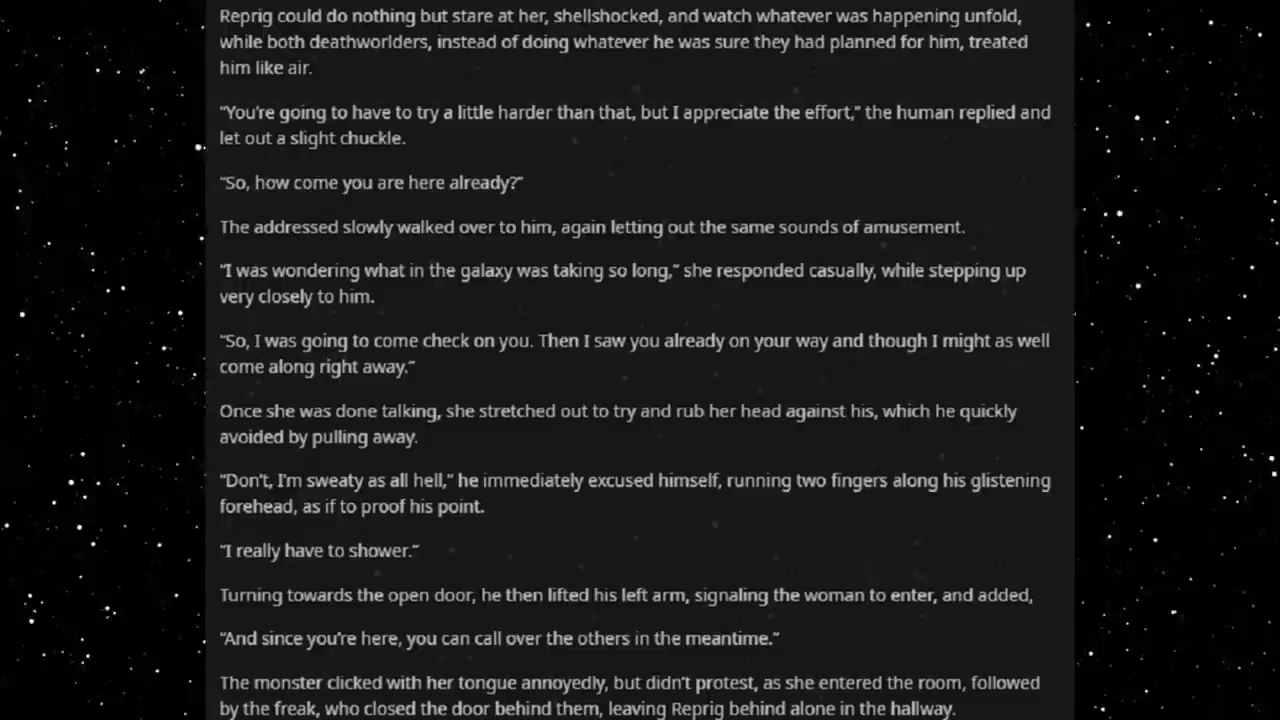 Reprig could do nothing but stare at her, shellshocked, and watch whatever was happening unfold,
while both deathworlders, instead of doing whatever he was sure they had planned for him, treated
him like air.
“You’re going to have to try a little harder than that, but I appreciate the effort,” the human replied and
let out a slight chuckle.
“So, how come you are here already?”
The addressed slowly walked over to him, again letting out the same sounds of amusement.
“I was wondering what in the galaxy was taking so long,” she responded casually, while stepping up
very closely to him.
“So, I was going to come check on you. Then I saw you already on your way and though I might as well
come along right away.”
Once she was done talking, she stretched out to try and rub her head against his, which he quickly
avoided by pulling away.
“Don’t, I’m sweaty as all hell,” he immediately excused himself, running two fingers along his glistening
forehead, as if to proof his point.
“I really have to shower.”
Turning towards the open door, he then lifted his left arm, signaling the woman to enter, and added,
“And since you’re here, you can call over the others in the meantime.”
The monster clicked with her tongue annoyedly, but didn’t protest, as she entered the room, followed
by the freak, who closed the door behind them, leaving Reprig behind alone in the hallway.